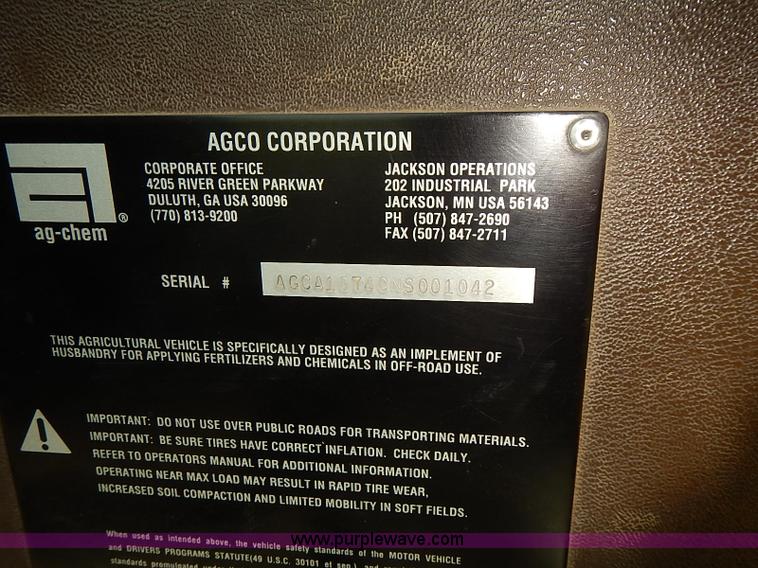 AGCO CORPORATION
CORPORATE OFFICE
4205 RIVER GREEN PARKWAY
DULUTH, GA USA 30096
(770) 813-9200
JACKSON OPERATIONS
202 INDUSTRIAL PARK
JACKSON, MN USA 56143
PH (507) 847-2690
FAX (507) 847-2711
®
ag-chem
SERIAL #
THIS AGRICULTURAL VEHICLE IS SPECIFICALLY DESIGNED AS AN IMPLEMENT OF
HUSBANDRY FOR APPLYING FERTILIZERS AND CHEMICALS IN OFF-ROAD USE.
IMPORTANT: DO NOT USE OVER PUBLIC ROADS FOR TRANSPORTING MATERIALS.
IMPORTANT: BE SURE TIRES HAVE CORRECT INFLATION. CHECK DAILY.
REFER TO OPERATORS MANUAL FOR ADDITIONAL INFORMATION.
OPERATING NEAR MAX LOAD MAY RESULT IN RAPID TIRE WEAR,
INCREASED SOIL COMPACTION AND LIMITED MOBILITY IN SOFT FIELDS.
When used as intended above, the vehicle safety standards of the MOTOR VEHICLE
www.purplewave.com
and DRIVERS PROGRAMS STATUTE(49 U.S.C. 30101 et seq.), and
standards promulgated